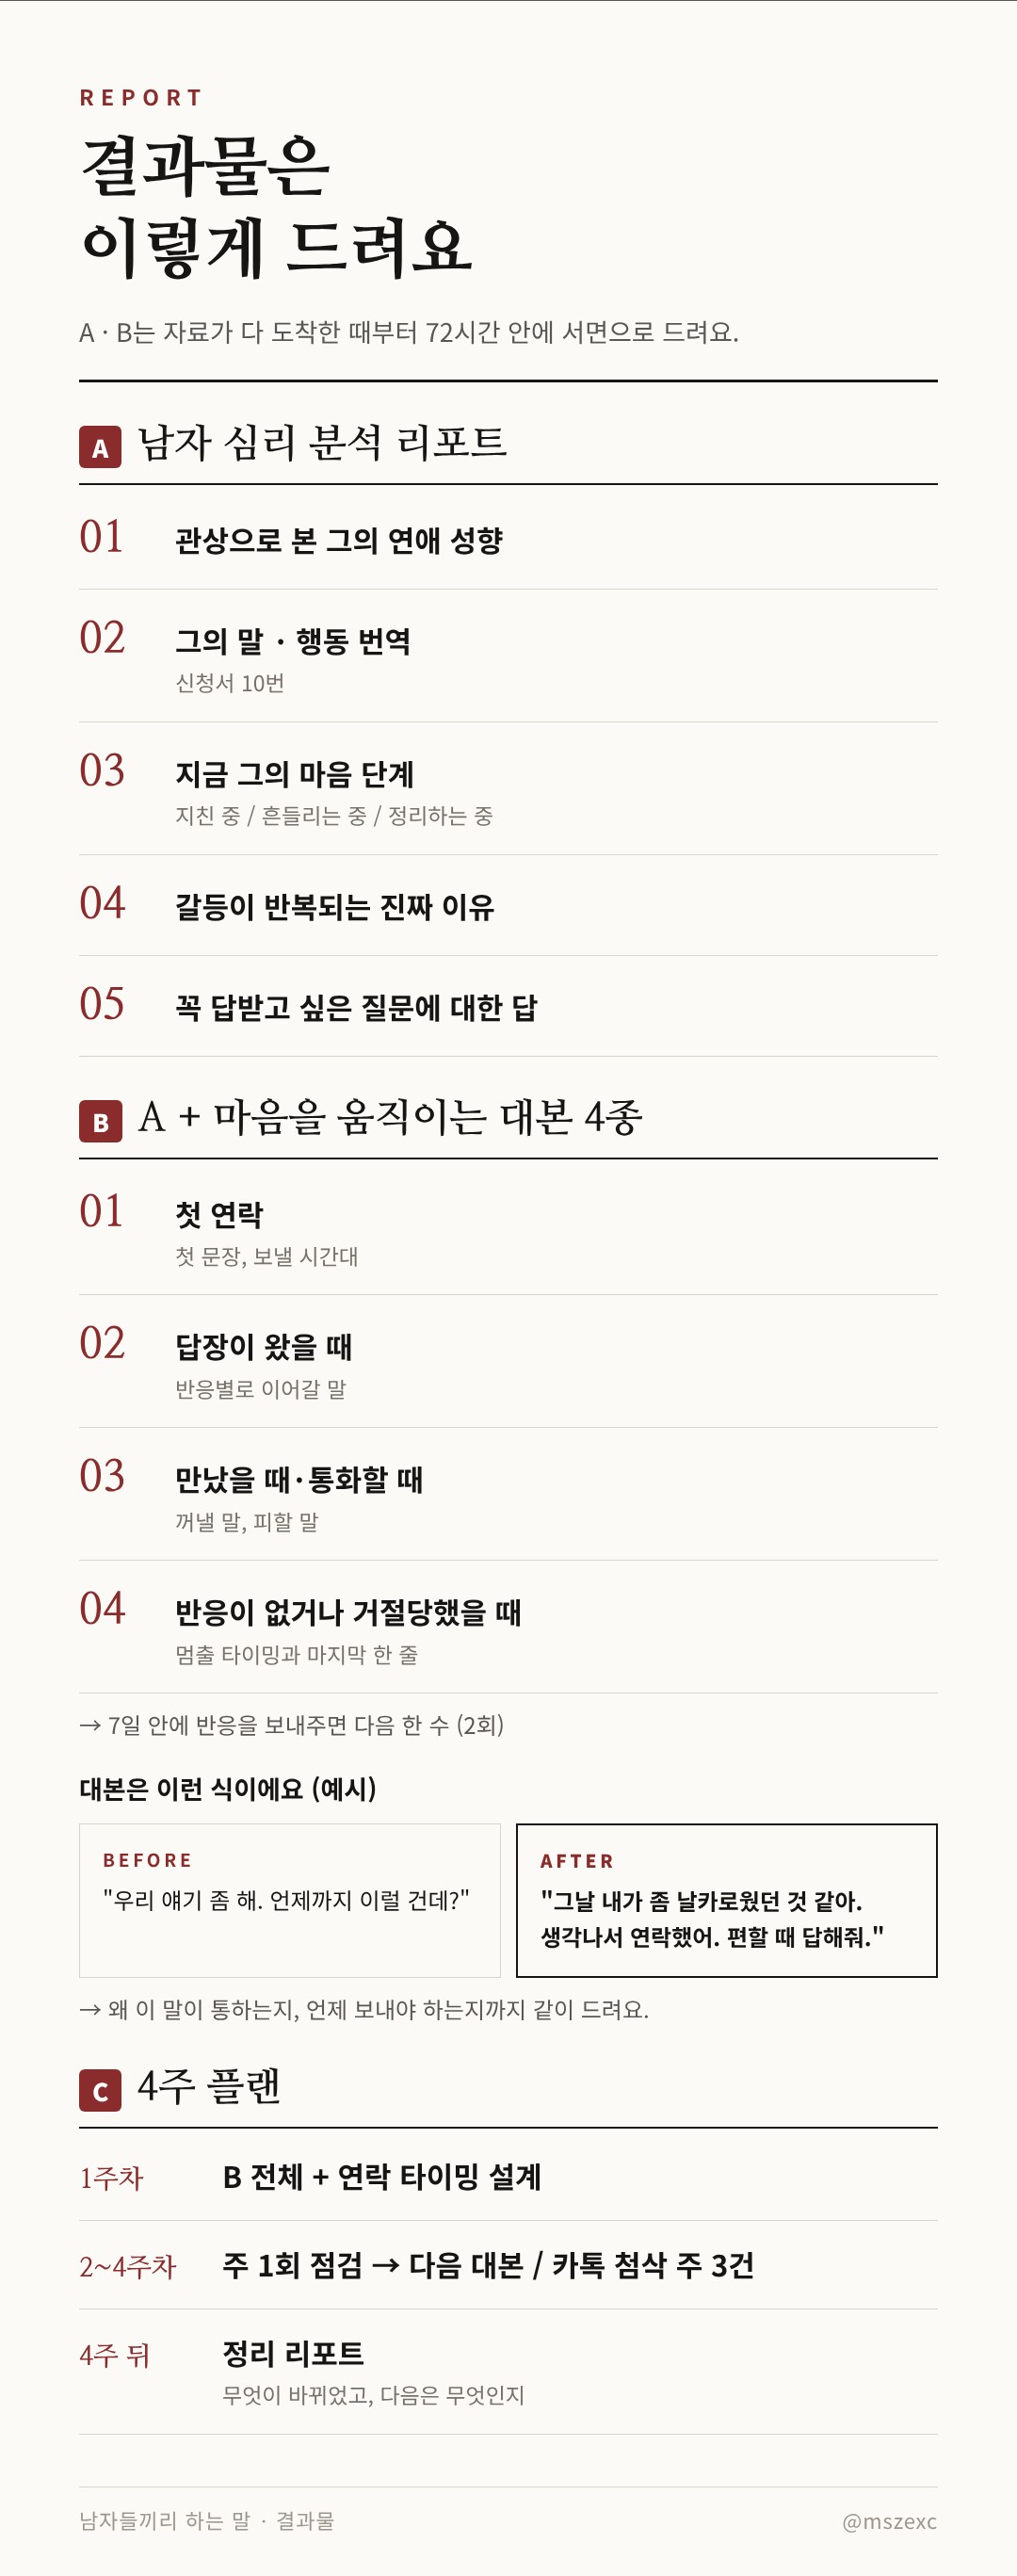 REPORT
결과물은
이렇게 드려요
A · B는 자료가 다 도착한 때부터 72시간 안에 서면으로 드려요.
A 남자 심리 분석 리포트
01 관상으로 본 그의 연애 성향
02 그의 말 · 행동 번역
신청서 10번
03 지금 그의 마음 단계
지친 중 / 흔들리는 중 / 정리하는 중
04 갈등이 반복되는 진짜 이유
05 꼭 답받고 싶은 질문에 대한 답
B A + 마음을 움직이는 대본 4종
01 첫 연락
첫 문장, 보낼 시간대
02 답장이 왔을 때
반응별로 이어갈 말
03 만났을 때·통화할 때
꺼낼 말, 피할 말
04 반응이 없거나 거절당했을 때
멈출 타이밍과 마지막 한 줄
→ 7일 안에 반응을 보내주면 다음 한 수 (2회)
대본은 이런 식이에요 (예시)
BEFORE
"우리 얘기 좀 해. 언제까지 이럴 건데?"
AFTER
"그날 내가 좀 날카로웠던 것 같아.
생각나서 연락했어. 편할 때 답해줘."
→ 왜 이 말이 통하는지, 언제 보내야 하는지까지 같이 드려요.
C 4주 플랜
1주차 B 전체 + 연락 타이밍 설계
2~4주차 주 1회 점검 → 다음 대본 / 카톡 첨삭 주 3건
4주 뒤 정리 리포트
무엇이 바뀌었고, 다음은 무엇인지
남자들끼리 하는 말 · 결과물 @mszexc